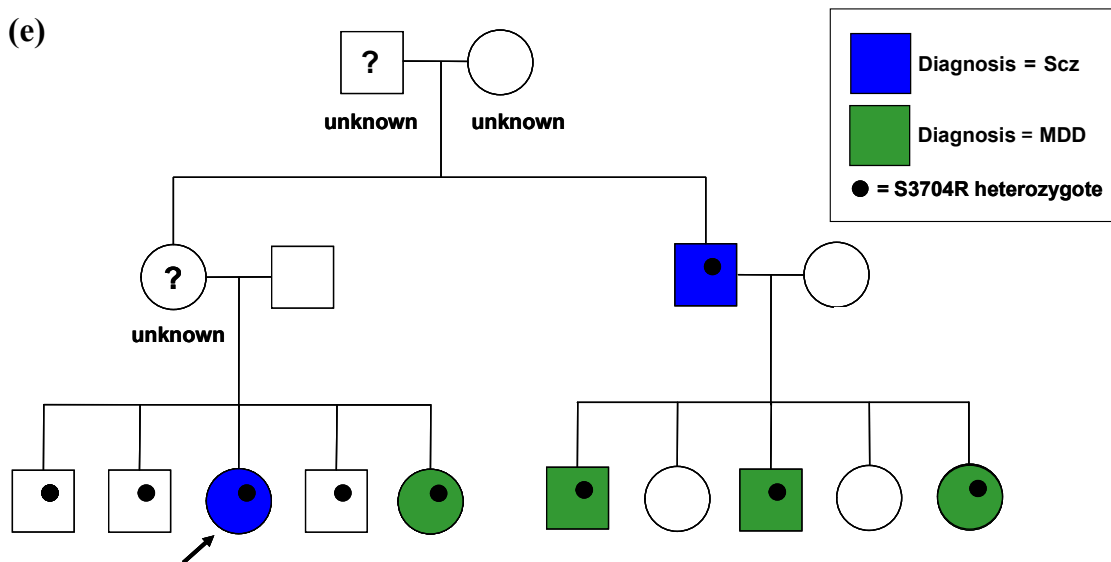 (e)
?
unknown
unknown
Diagnosis = Scz
Diagnosis = MDD
= S3704R heterozygote
?
unknown